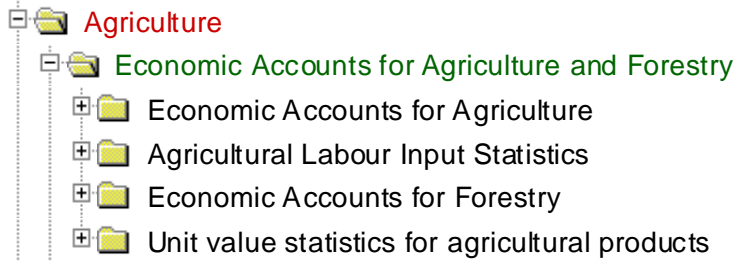 Agriculture
Economic Accounts for Agriculture and Forestry
Economic Accounts for Agriculture
Agricultural Labour Input Statistics
Economic Accounts for Forestry
Unit value statistics for agricultural products